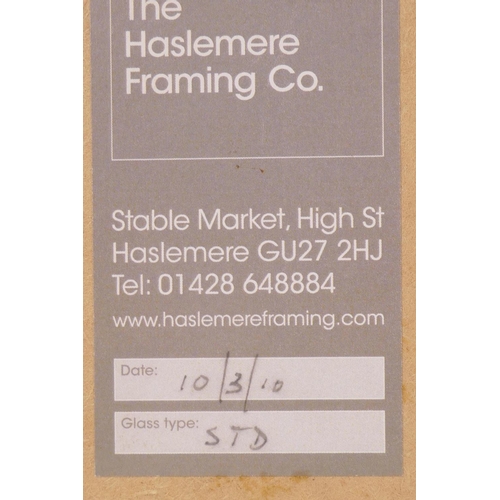 The
Haslemere
Framing Co.
Stable Market, High St
Haslemere GU27 2HJ
Tel: 01428 648884
www.haslemereframing.com
Date: 10/3/10
Glass type: STD